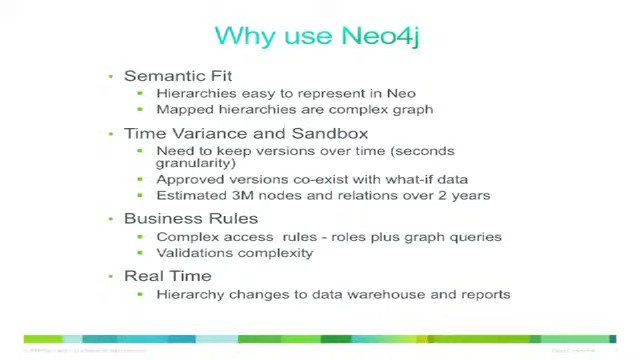 Why use Neo4j
Semantic Fit
Hierarchies easy to represent in Neo
Mapped hierarchies are complex graph
Time Variance and Sandbox
Need to keep versions over time (seconds
granularity)
Approved versions co-exist with what-if data
Estimated 3M nodes and relations over 2 years
Business Rules
Complex access rules - roles plus graph queries
Validations complexity
Real Time
Hierarchy changes to data warehouse and reports